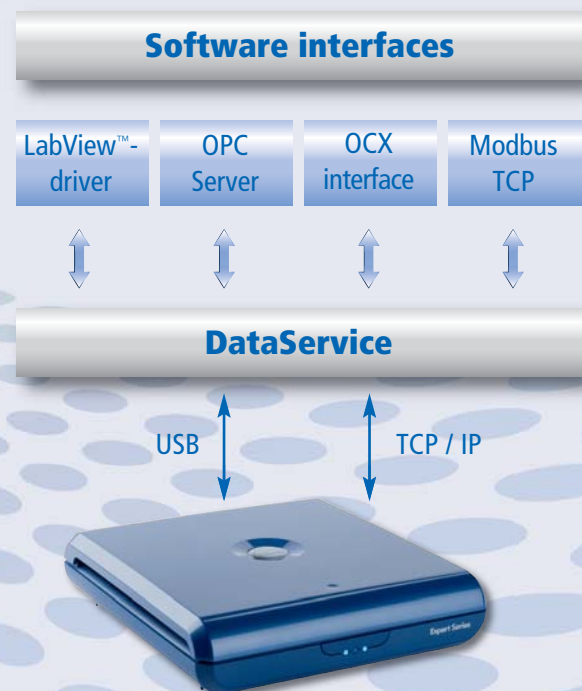 Software interfaces
LabView™-
driver
OPC
Server
OCX
interface
Modbus
TCP
DataService
USB
TCP / IP
Expert Series